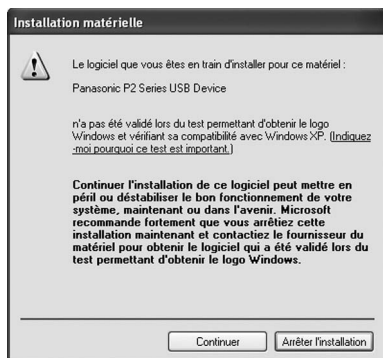 Installation matérielle
Le logiciel que vous êtes en train d'installer pour ce matériel :
Panasonic P2 Series USB Device
n'a pas été validé lors du test permettant d'obtenir le logo
Windows et vérifiant sa compatibilité avec Windows XP. (Indiquez
-moi pourquoi ce test est important.)
Continuer l'installation de ce logiciel peut mettre en
péril ou déstabiliser le bon fonctionnement de votre
système, maintenant ou dans l'avenir. Microsoft
recommande fortement que vous arrêtiez cette
installation maintenant et contactiez le fournisseur du
matériel pour obtenir le logiciel qui a été validé lors du
test permettant d'obtenir le logo Windows.
Continuer
Arrêter l'installation